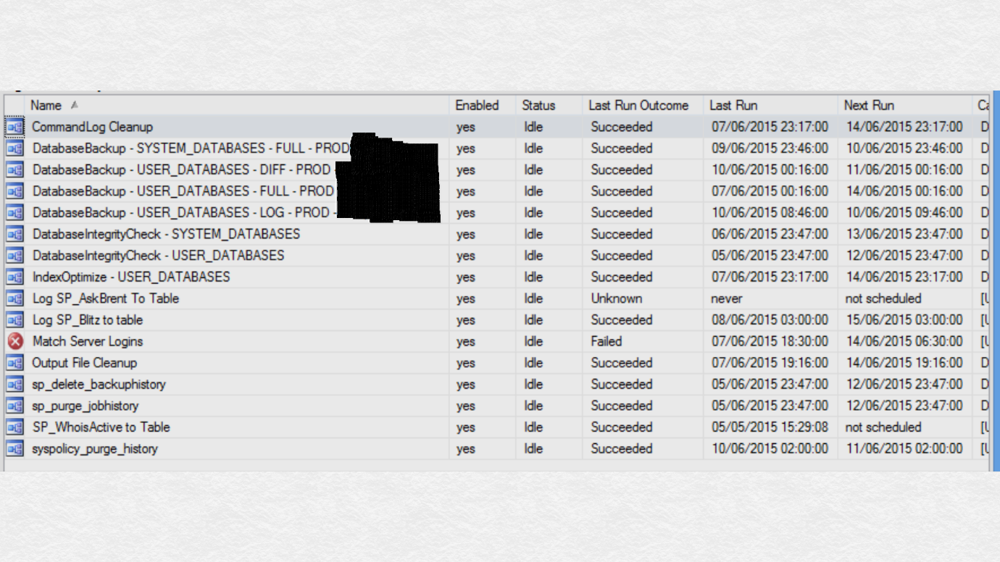 Name Enabled Status Last Run Outcome Last Run Next Run Ca
CommandLog Cleanup yes Idle Succeeded 07/06/2015 23:17:00 14/06/2015 23:17:00 D
DatabaseBackup - SYSTEM_DATABASES - FULL - PROD yes Idle Succeeded 09/06/2015 23:46:00 10/06/2015 23:46:00 D
DatabaseBackup - USER_DATABASES - DIFF - PROD yes Idle Succeeded 10/06/2015 00:16:00 11/06/2015 00:16:00 D
DatabaseBackup - USER_DATABASES - FULL - PROD yes Idle Succeeded 07/06/2015 00:16:00 14/06/2015 00:16:00 D
DatabaseBackup - USER_DATABASES - LOG - PROD - yes Idle Succeeded 10/06/2015 08:46:00 10/06/2015 09:46:00 D
DatabaseIntegrityCheck - SYSTEM_DATABASES yes Idle Succeeded 06/06/2015 23:47:00 13/06/2015 23:47:00 D
DatabaseIntegrityCheck - USER_DATABASES yes Idle Succeeded 05/06/2015 23:47:00 12/06/2015 23:47:00 D
IndexOptimize - USER_DATABASES yes Idle Succeeded 07/06/2015 23:17:00 14/06/2015 23:17:00 D
Log SP_AskBrent To Table yes Idle Unknown never not scheduled [U
Log SP_Blitz to table yes Idle Succeeded 08/06/2015 03:00:00 15/06/2015 03:00:00 [U
Match Server Logins yes Idle Failed 07/06/2015 18:30:00 14/06/2015 06:30:00 [U
Output File Cleanup yes Idle Succeeded 07/06/2015 19:16:00 14/06/2015 19:16:00 D
sp_delete_backuphistory yes Idle Succeeded 05/06/2015 23:47:00 12/06/2015 23:47:00 D
sp_purge_jobhistory yes Idle Succeeded 05/06/2015 23:47:00 12/06/2015 23:47:00 D
SP_WhoisActive to Table yes Idle Succeeded 05/05/2015 15:29:08 not scheduled [U
syspolicy_purge_history yes Idle Succeeded 10/06/2015 02:00:00 11/06/2015 02:00:00 [U